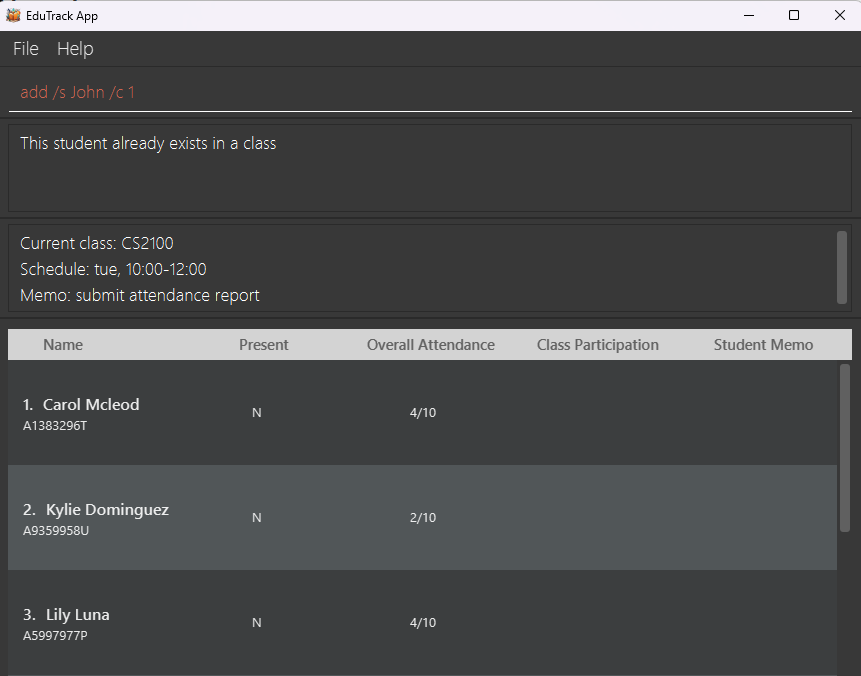 EduTrack App
File Help
add /s John /c 1
This student already exists in a class
Current class: CS2100
Schedule: tue, 10:00-12:00
Memo: submit attendance report
Name Present Overall Attendance Class Participation Student Memo
1. Carol Mcleod
A1383296T
N 4/10
2. Kylie Dominguez
A9359958U
N 2/10
3. Lily Luna
A5997977P
N 4/10